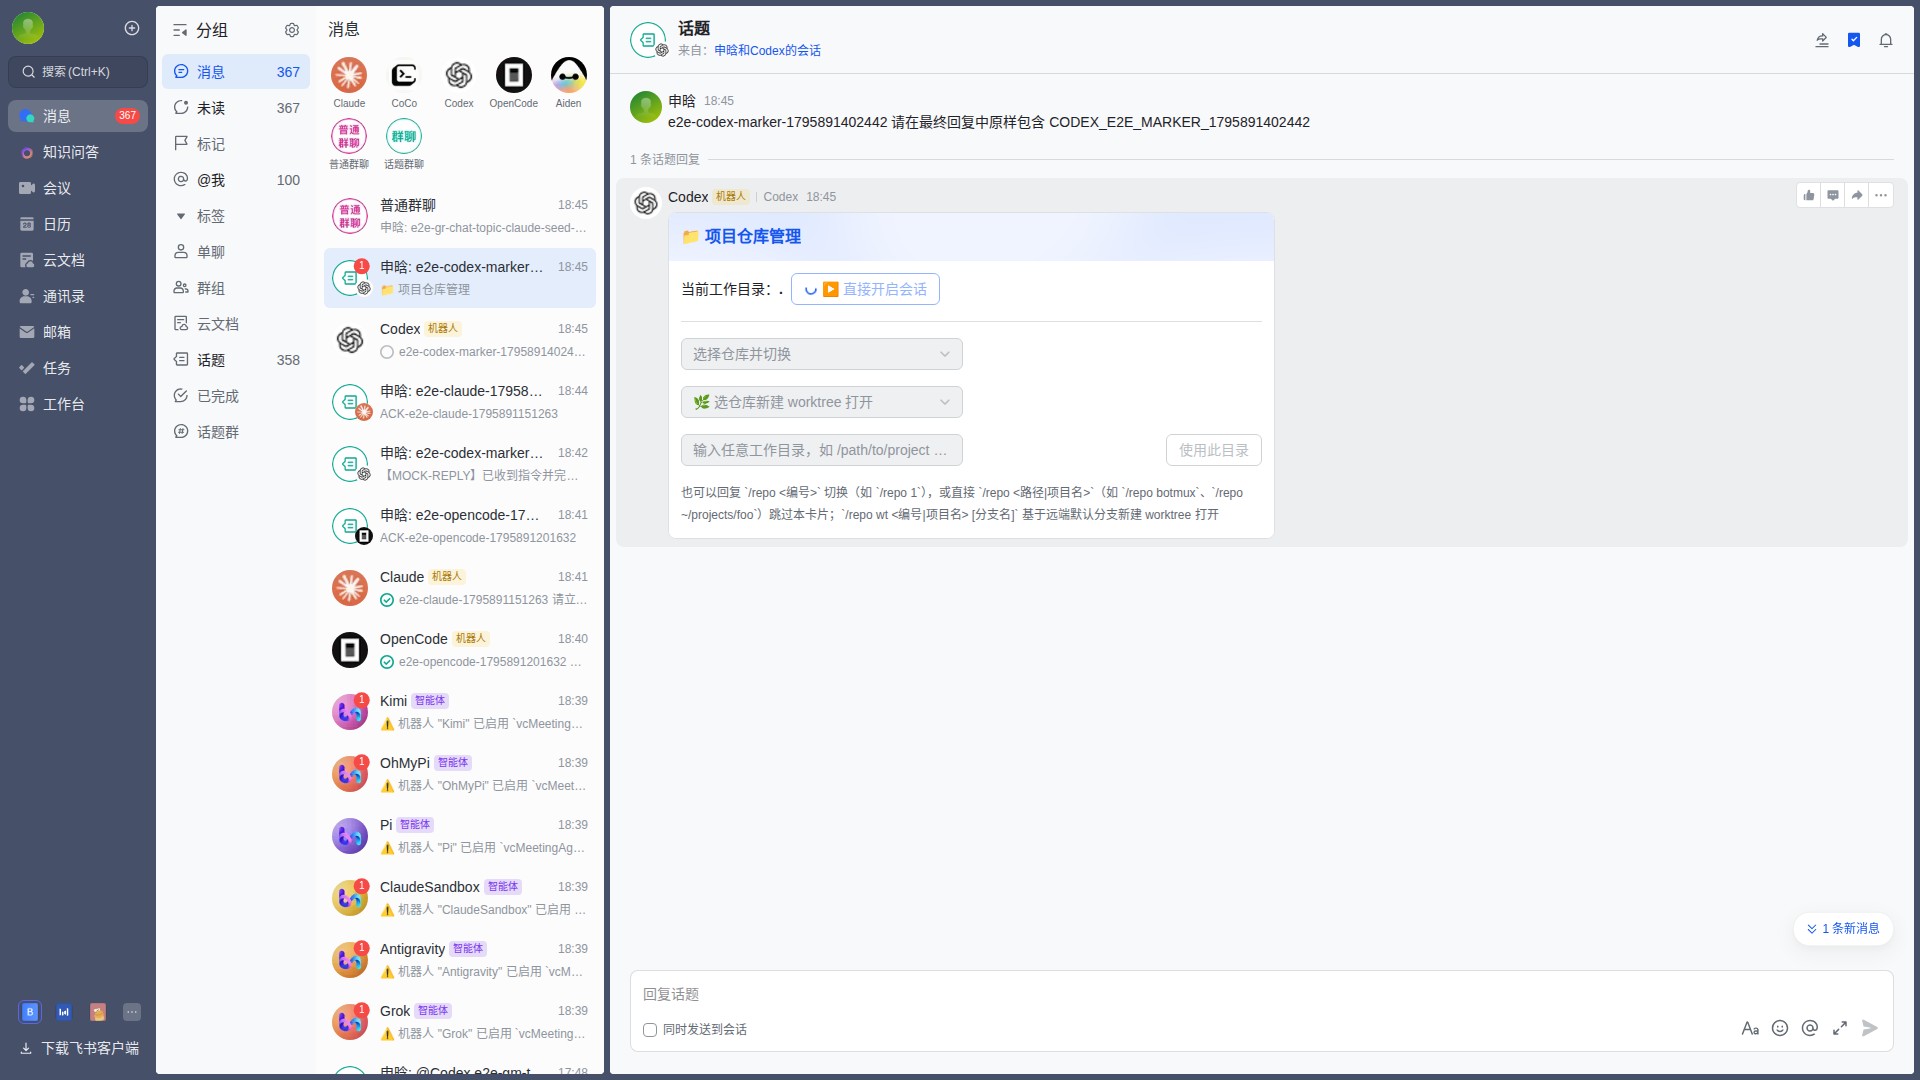 搜索 (Ctrl+K)
消息 367
知识问答
会议
日历
云文档
通讯录
邮箱
任务
工作台
下载飞书客户端
分组
消息 367
未读 367
标记
@我 100
标签
单聊
群组
云文档
话题 358
已完成
话题群
消息
Claude CoCo Codex OpenCode Aiden
普通群聊 话题群聊
普通群聊 18:45
申晗: e2e-gr-chat-topic-claude-seed-...
1
申晗: e2e-codex-marker... 18:45
📁 项目仓库管理
Codex 机器人 18:45
e2e-codex-marker-17958914024...
申晗: e2e-claude-17958... 18:44
ACK-e2e-claude-1795891151263
申晗: e2e-codex-marker... 18:42
【MOCK-REPLY】已收到指令并完...
申晗: e2e-opencode-17... 18:41
ACK-e2e-opencode-1795891201632
Claude 机器人 18:41
e2e-claude-1795891151263 请立...
OpenCode 机器人 18:40
e2e-opencode-1795891201632 ...
1
Kimi 智能体 18:39
⚠️ 机器人 "Kimi" 已启用 `vcMeeting...
1
OhMyPi 智能体 18:39
⚠️ 机器人 "OhMyPi" 已启用 `vcMeet...
Pi 智能体 18:39
⚠️ 机器人 "Pi" 已启用 `vcMeetingAg...
1
ClaudeSandbox 智能体 18:39
⚠️ 机器人 "ClaudeSandbox" 已启用 ...
1
Antigravity 智能体 18:39
⚠️ 机器人 "Antigravity" 已启用 `vcM...
1
Grok 智能体 18:39
⚠️ 机器人 "Grok" 已启用 `vcMeeting...
申晗: @Codex e2e-gm-t... 17:48
话题
来自：申晗和Codex的会话
申晗 18:45
e2e-codex-marker-1795891402442 请在最终回复中原样包含 CODEX_E2E_MARKER_1795891402442
1 条话题回复
Codex 机器人 | Codex 18:45
📁 项目仓库管理
当前工作目录：. ▶️ 直接开启会话
选择仓库并切换
🌿 选仓库新建 worktree 打开
输入任意工作目录，如 /path/to/project ... 使用此目录
也可以回复 `/repo <编号>` 切换（如 `/repo 1`），或直接 `/repo <路径|项目名>`（如 `/repo botmux`、`/repo
~/projects/foo`）跳过本卡片；`/repo wt <编号|项目名> [分支名]` 基于远端默认分支新建 worktree 打开
1 条新消息
回复话题
同时发送到会话